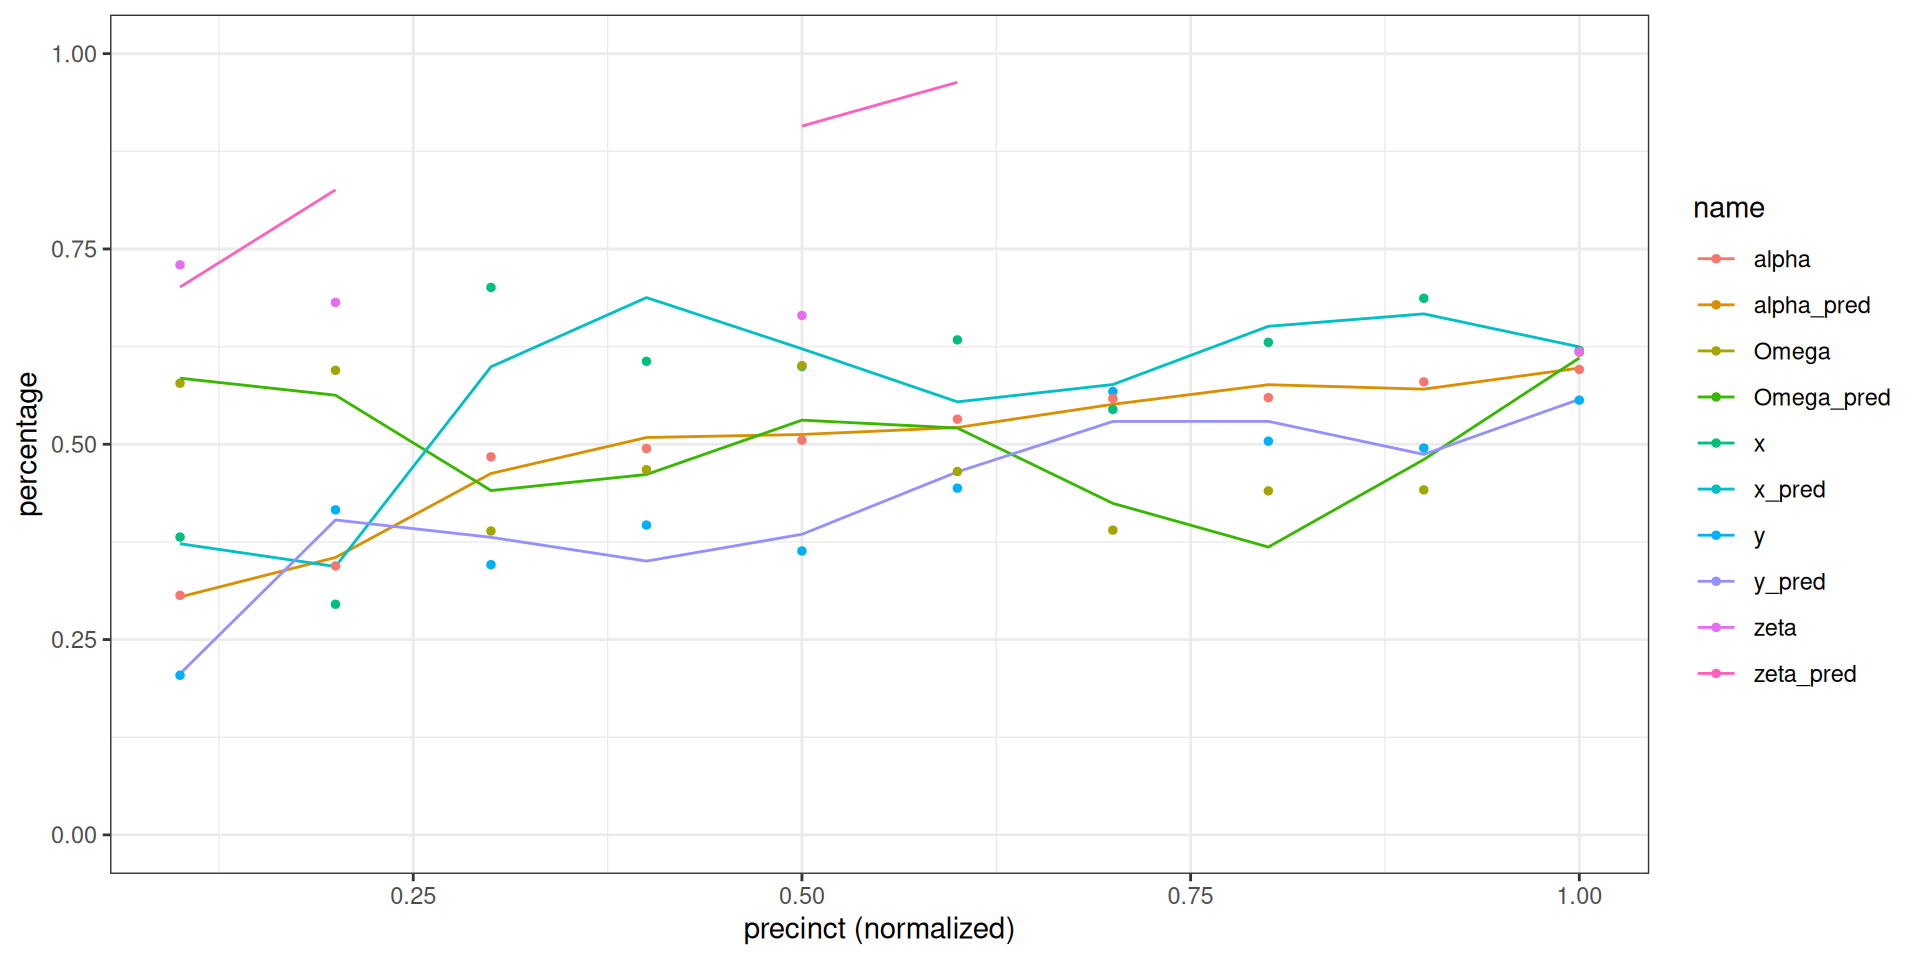 1.00
0.75
0.50
0.25
0.00
percentage
0.25 0.50 0.75 1.00
precinct (normalized)
name
alpha
alpha_pred
Omega
Omega_pred
x
x_pred
y
y_pred
zeta
zeta_pred